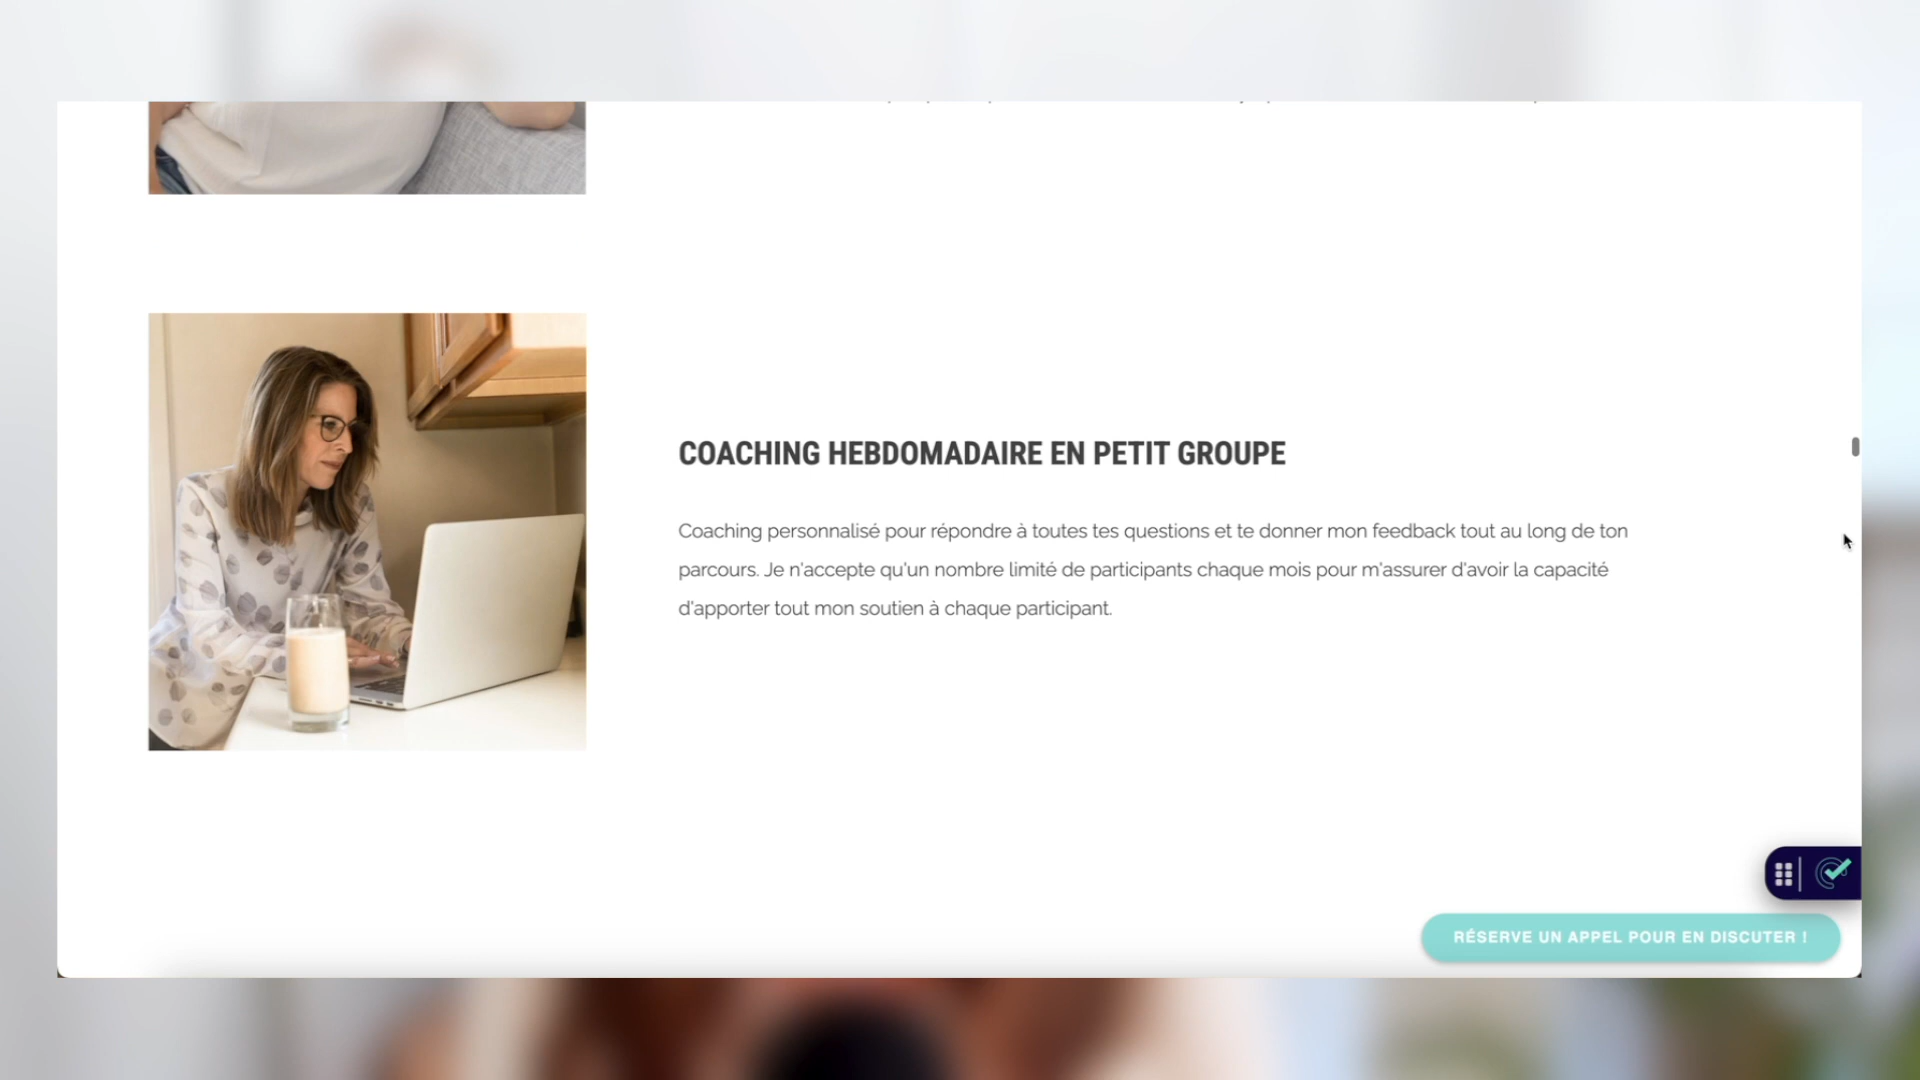 COACHING HEBDOMADAIRE EN PETIT GROUPE
Coaching personnalisé pour répondre à toutes tes questions et te donner mon feedback tout au long de ton
parcours. Je n'accepte qu'un nombre limité de participants chaque mois pour m'assurer d'avoir la capacité
d'apporter tout mon soutien à chaque participant.
RÉSERVE UN APPEL POUR EN DISCUTER !